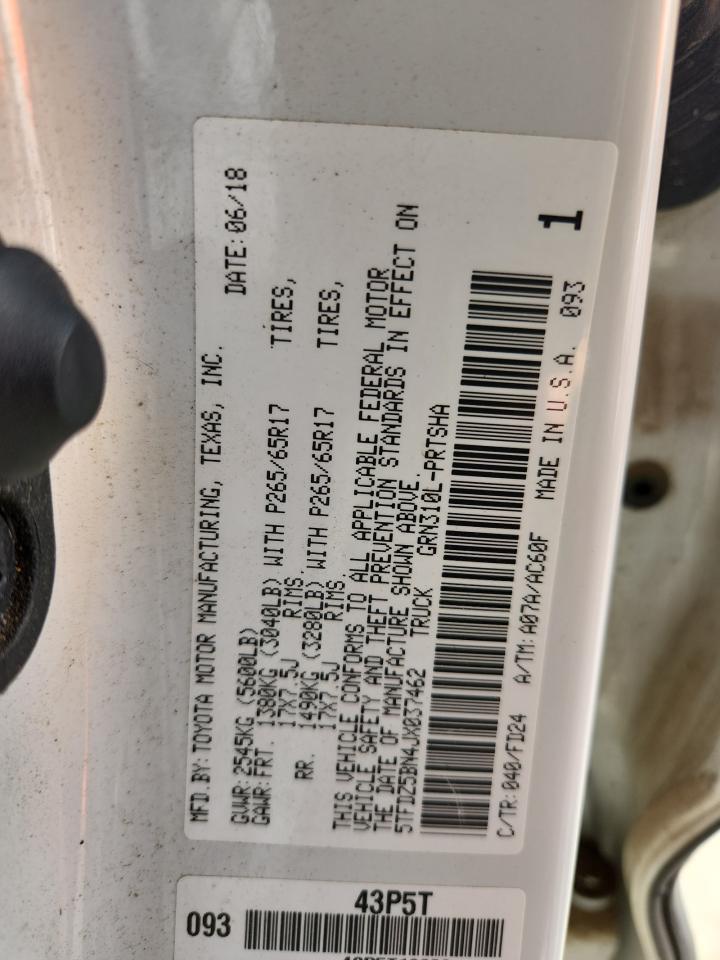 MFD.BY:TOYOTA MOTOR MANUFACTURING, TEXAS, INC.
DATE:06/18
GVWR:2545KG (5600LB)
GAWR:FRT. 1380KG (3040LB) WITH P265/65R17 TIRES,
17X7.5J RIMS.
RR. 1490KG (3280LB) WITH P265/65R17 TIRES,
17X7.5J RIMS.
THIS VEHICLE CONFORMS TO ALL APPLICABLE FEDERAL MOTOR
VEHICLE SAFETY AND THEFT PREVENTION STANDARDS IN EFFECT ON
THE DATE OF MANUFACTURE SHOWN ABOVE.
5TFDZ5BN4JX037462 TRUCK GRN310L-PRTSHA
C/TR:040/FD24 A/TM:A07A/AC60F MADE IN U.S.A. 093
1
43P5T
093